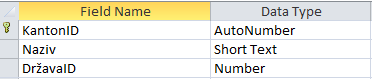 Field Name Data Type
KantonID AutoNumber
Naziv Short Text
DržavaID Number